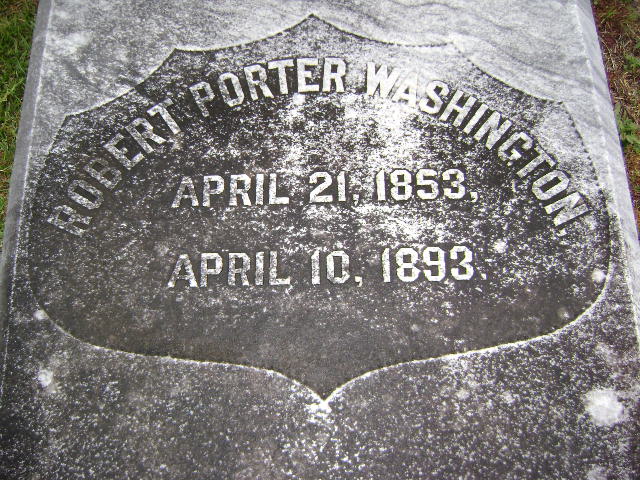 ROBERT PORTER WASHINGTON.
APRIL 21, 1853,
APRIL 10, 1893.